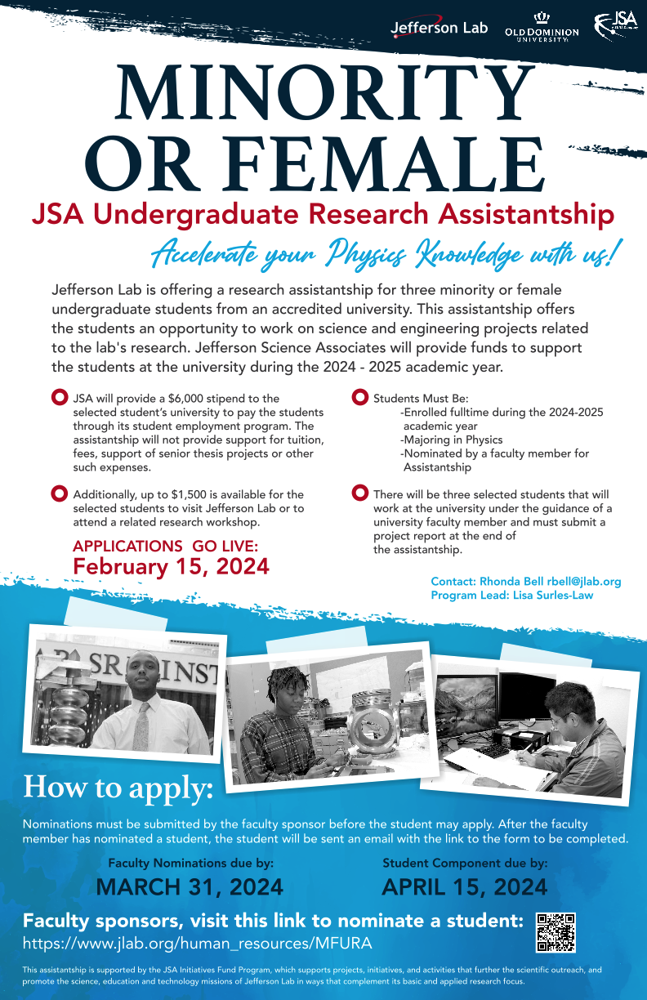 Jefferson Lab
OLD DOMINION
UNIVERSITY
JSA
MINORITY
OR FEMALE
JSA Undergraduate Research Assistantship
Accelerate your Physics Knowledge with us!
Jefferson Lab is offering a research assistantship for three minority or female
undergraduate students from an accredited university. This assistantship offers
the students an opportunity to work on science and engineering projects related
to the lab's research. Jefferson Science Associates will provide funds to support
the students at the university during the 2024 - 2025 academic year.
JSA will provide a $6,000 stipend to the
selected student's university to pay the students
through its student employment program. The
assistantship will not provide support for tuition,
fees, support of senior thesis projects or other
such expenses.
Additionally, up to $1,500 is available for the
selected students to visit Jefferson Lab or to
attend a related research workshop.
APPLICATIONS GO LIVE:
February 15, 2024
Students Must Be:
-Enrolled fulltime during the 2024-2025
academic year
-Majoring in Physics
-Nominated by a faculty member for
Assistantship
There will be three selected students that will
work at the university under the guidance of a
university faculty member and must submit a
project report at the end of
the assistantship.
Contact: Rhonda Bell rbell@jlab.org
Program Lead: Lisa Surles-Law
SRF INST
How to apply:
Nominations must be submitted by the faculty sponsor before the student may apply. After the faculty
member has nominated a student, the student will be sent an email with the link to the form to be completed.
Faculty Nominations due by:
MARCH 31, 2024
Student Component due by:
APRIL 15, 2024
Faculty sponsors, visit this link to nominate a student:
https://www.jlab.org/human_resources/MFURA
This assistantship is supported by the JSA Initiatives Fund Program, which supports projects, initiatives, and activities that further the scientific outreach, and
promote the science, education and technology missions of Jefferson Lab in ways that complement its basic and applied research focus.